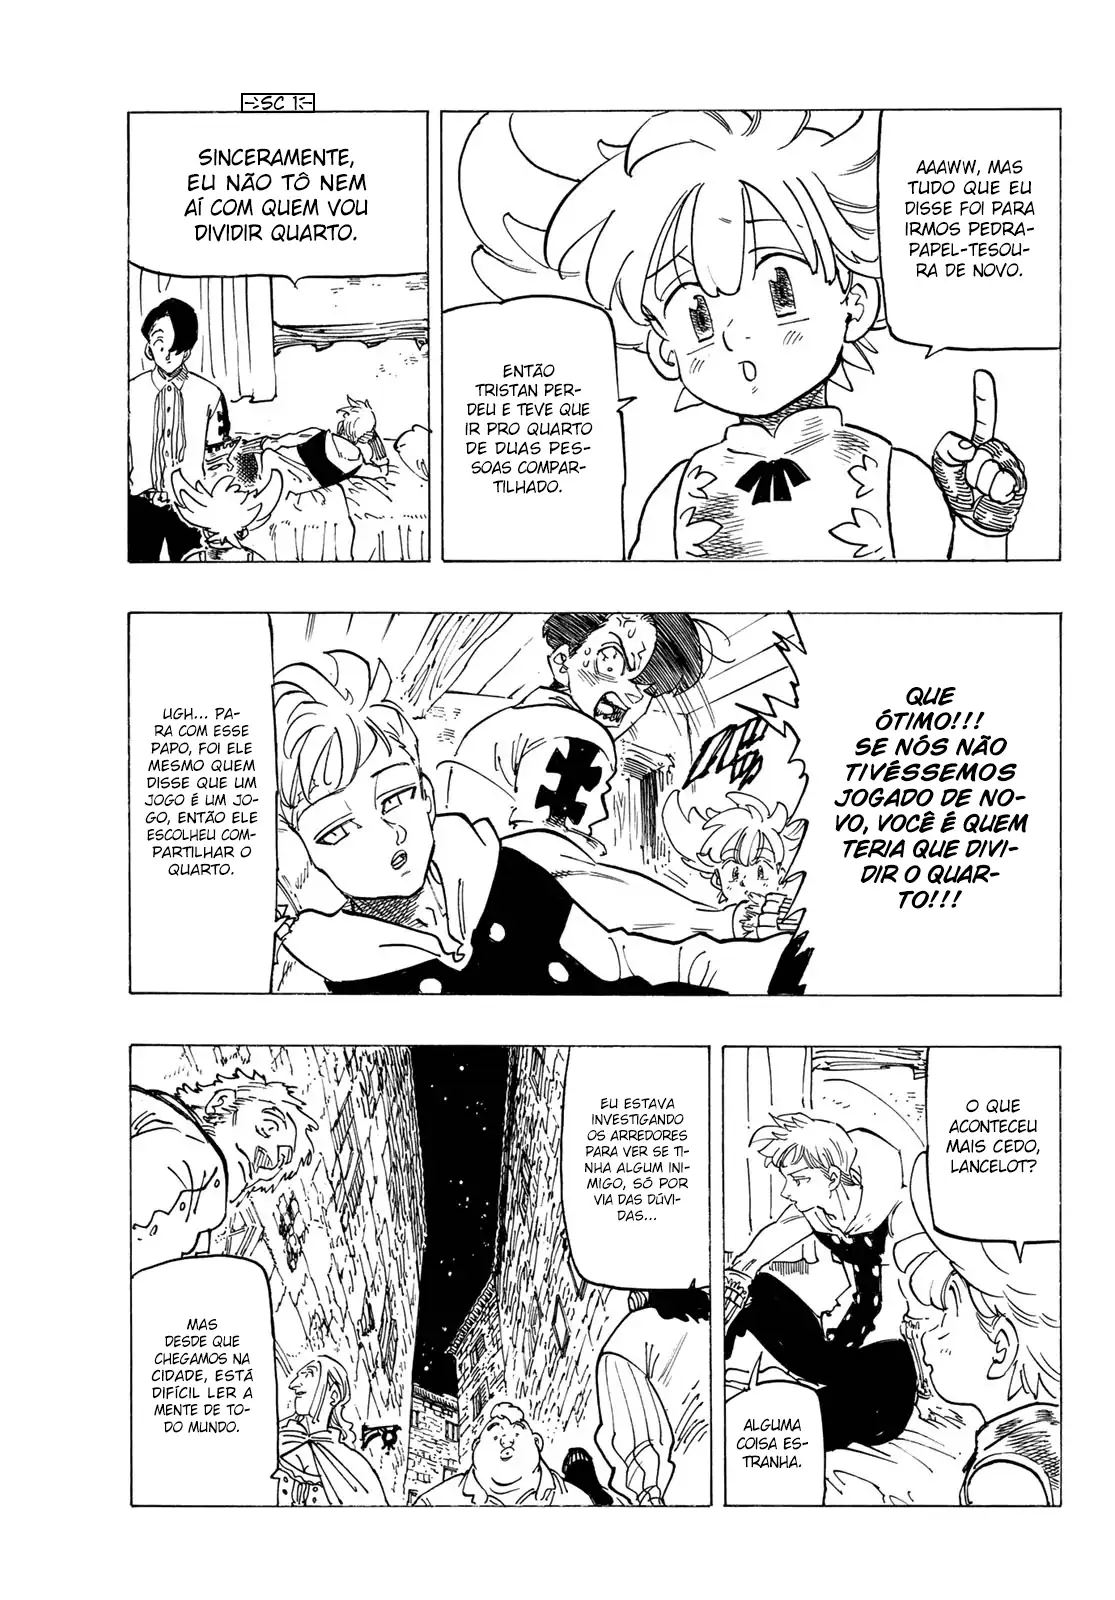 SC 1
AAAWW, MAS
TUDO QUE EU
DISSE FOI PARA
IRMOS PEDRA-
PAPEL-TESOU-
RA DE NOVO.
ENTÃO
TRISTAN PER-
DEU E TEVE QUE
IR PRO QUARTO
DE DUAS PES-
SOAS COMPAR-
TILHADO.
SINCERAMENTE,
EU NÃO TÔ NEM
AÍ COM QUEM VOU
DIVIDIR QUARTO.
QUE
ÓTIMO!!!
SE NÓS NÃO
TIVÉSSEMOS
JOGADO DE NO-
VO, VOCÊ É QUEM
TERIA QUE DIVI-
DIR O QUAR-
TO!!!
UGH... PA-
RA COM ESSE
PAPO, FOI ELE
MESMO QUEM
DISSE QUE UM
JOGO É UM JO-
GO, ENTÃO ELE
ESCOLHEU COM-
PARTILHAR O
QUARTO.
O QUE
ACONTECEU
MAIS CEDO,
LANCELOT?
ALGUMA
COISA ES-
TRANHA.
EU ESTAVA
INVESTIGANDO
OS ARREDORES
PARA VER SE TI-
NHA ALGUM INI-
MIGO, SÓ POR
VIA DAS DÚVI-
DAS...
MAS
DESDE QUE
CHEGAMOS NA
CIDADE, ESTÁ
DIFÍCIL LER A
MENTE DE TO-
DO MUNDO.